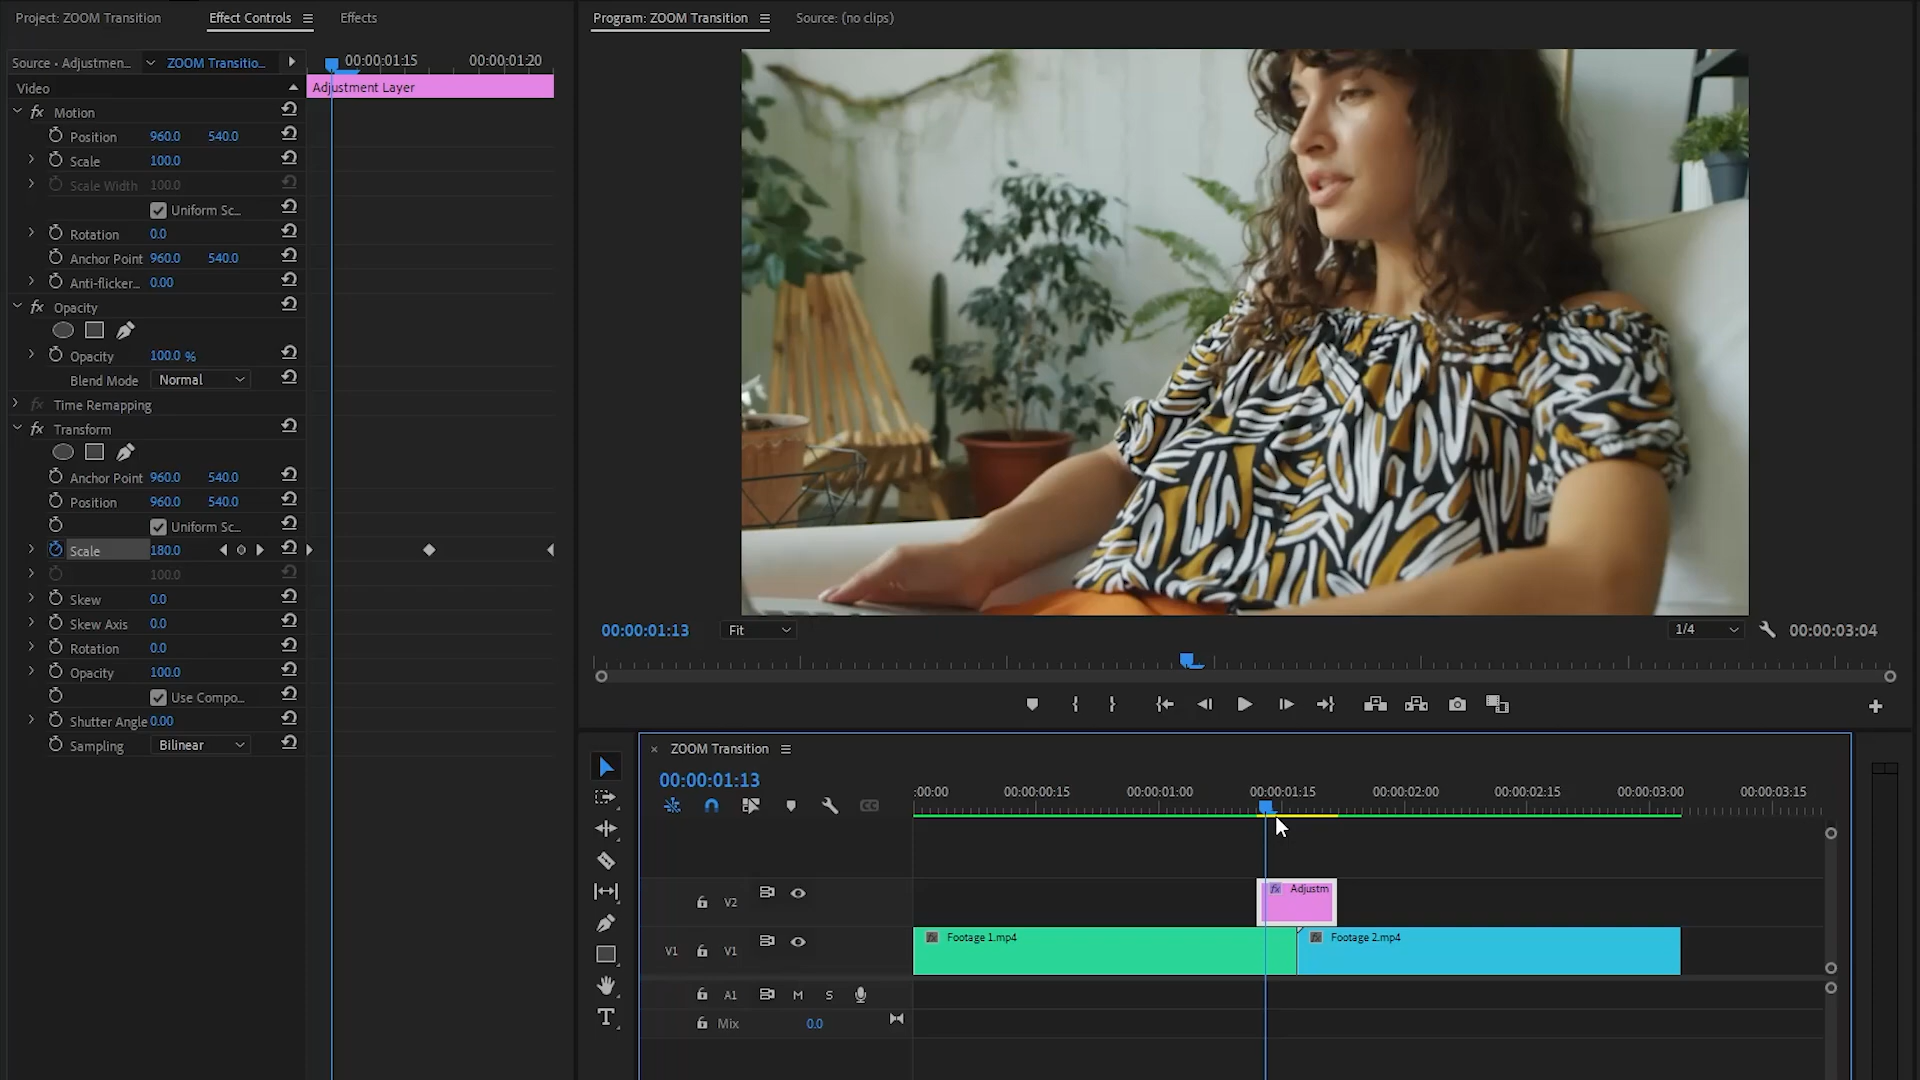 Project: ZOOM Transition
Effect Controls
Effects
Source • Adjustmen...
ZOOM Transitio...
00:00:01:15
00:00:01:20
Video
Adjustment Layer
fx Motion
Position 960.0 540.0
Scale 100.0
Scale Width 100.0
Uniform Sc...
Rotation 0.0
Anchor Point 960.0 540.0
Anti-flicker... 0.00
fx Opacity
Opacity 100.0 %
Blend Mode Normal
fx Time Remapping
fx Transform
Anchor Point 960.0 540.0
Position 960.0 540.0
Uniform Sc...
Scale 180.0
100.0
Skew 0.0
Skew Axis 0.0
Rotation 0.0
Opacity 100.0
Use Compo...
Shutter Angle 0.00
Sampling Bilinear
Program: ZOOM Transition
Source: (no clips)
00:00:01:13
Fit
1/4
00:00:03:04
ZOOM Transition
00:00:01:13
CC
:00:00
00:00:00:15
00:00:01:00
00:00:01:15
00:00:02:00
00:00:02:15
00:00:03:00
00:00:03:15
V2
fx Adjustm
V1 V1
fx Footage 1.mp4
fx Footage 2.mp4
A1 M S
Mix 0.0
T